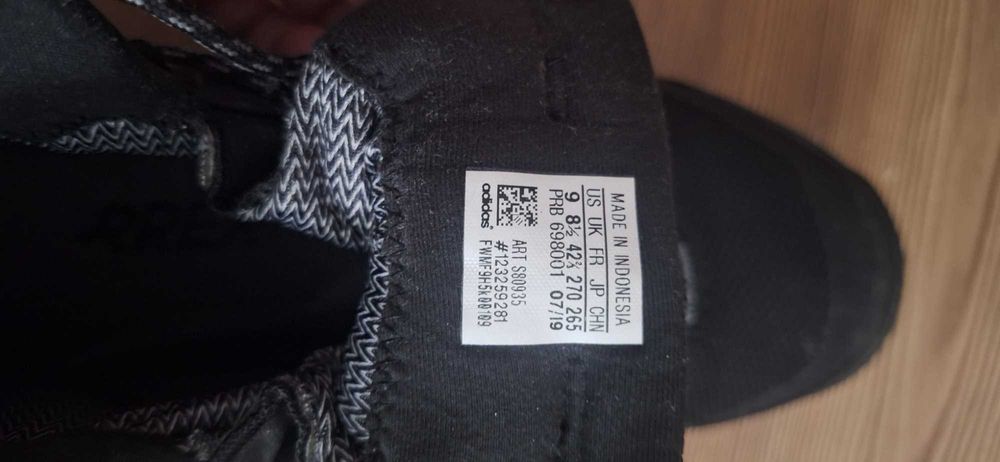 MADE IN INDONESIA
US UK FR JP CHN
9 8½ 42⅔ 270 265
PRB 698001 07/19
ART S80935
#123259281
FWMF9H5k00109
adidas®